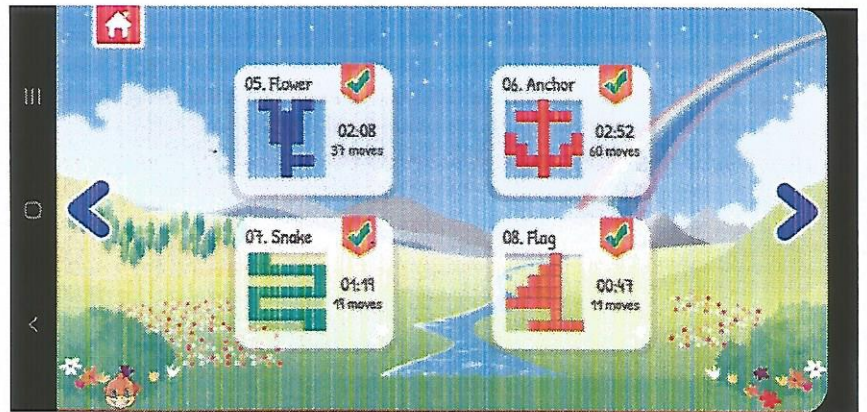 05. Flower
02:08
37 moves
06. Anchor
02:52
60 moves
07. Snake
01:19
19 moves
08. Flag
00:47
19 moves